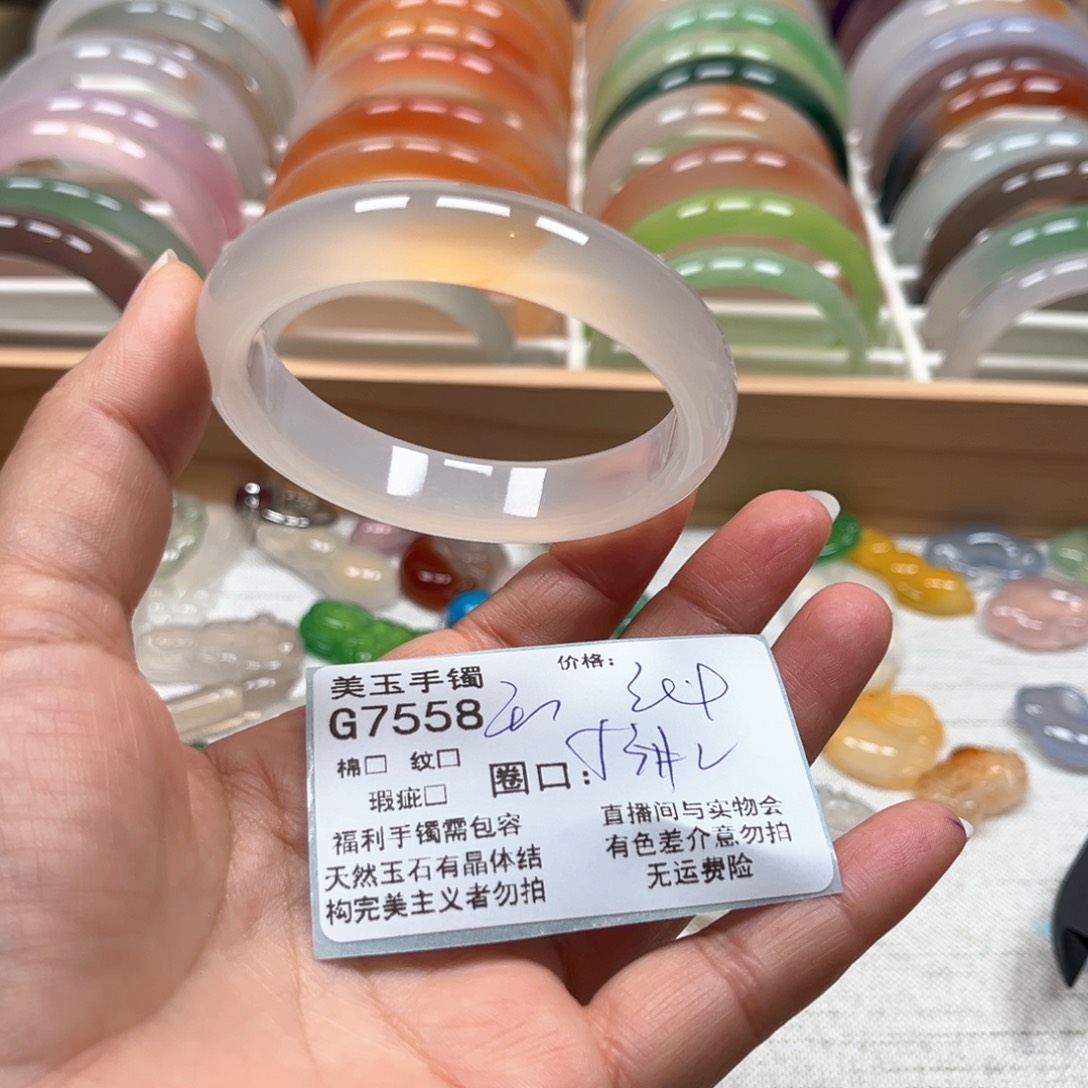 美玉手镯
价格：
G7558
棉□ 纹□
瑕疵□
圈口：
福利手镯需包容
天然玉石有晶体结
构完美主义者勿拍
直播间与实物会
有色差介意勿拍
无运费险